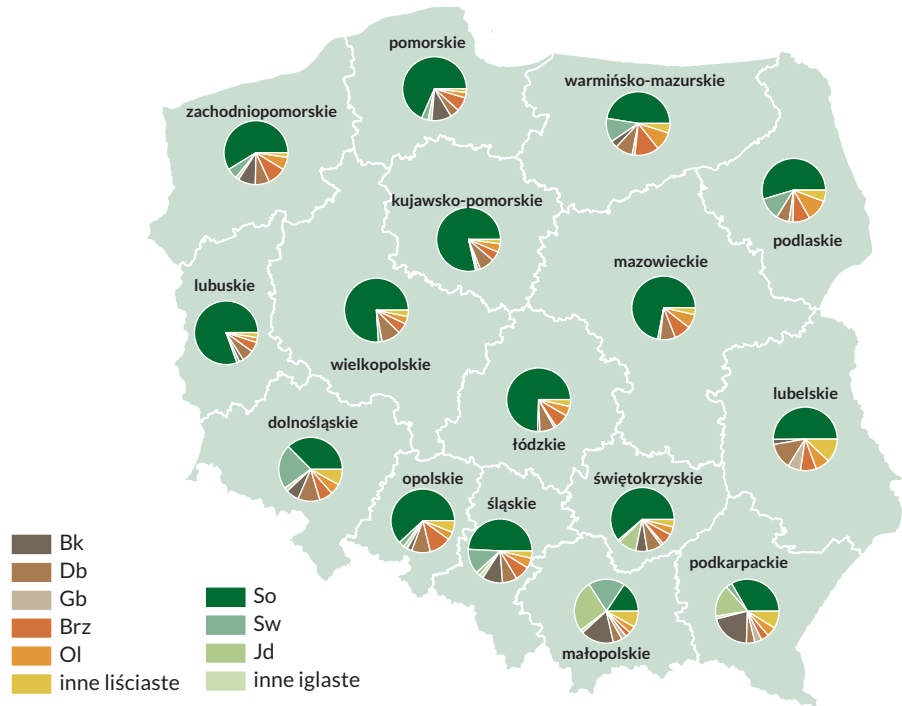 pomorskie
warmińsko-mazurskie
zachodniopomorskie
kujawsko-pomorskie
podlaskie
mazowieckie
lubuskie
wielkopolskie
lubelskie
dolnośląskie
łódzkie
opolskie
świętokrzyskie
śląskie
podkarpackie
małopolskie
Bk
Db
Gb
Brz
Ol
inne liściaste
So
Sw
Jd
inne iglaste